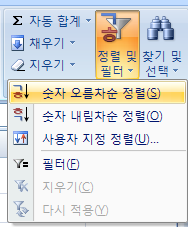 Σ 자동 합계
채우기
지우기
정렬 및
필터
찾기 및
선택
숫자 오름차순 정렬(S)
숫자 내림차순 정렬(O)
사용자 지정 정렬(U)...
필터(F)
지우기(C)
다시 적용(Y)